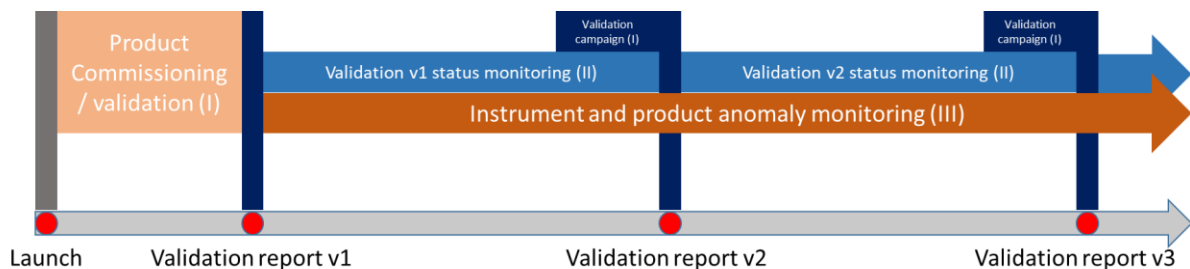 Product
Commissioning
/ validation (I)
Validation
campaign (I)
Validation
campaign (I)
Validation v1 status monitoring (II)
Validation v2 status monitoring (II)
Instrument and product anomaly monitoring (III)
Launch
Validation report v1
Validation report v2
Validation report v3